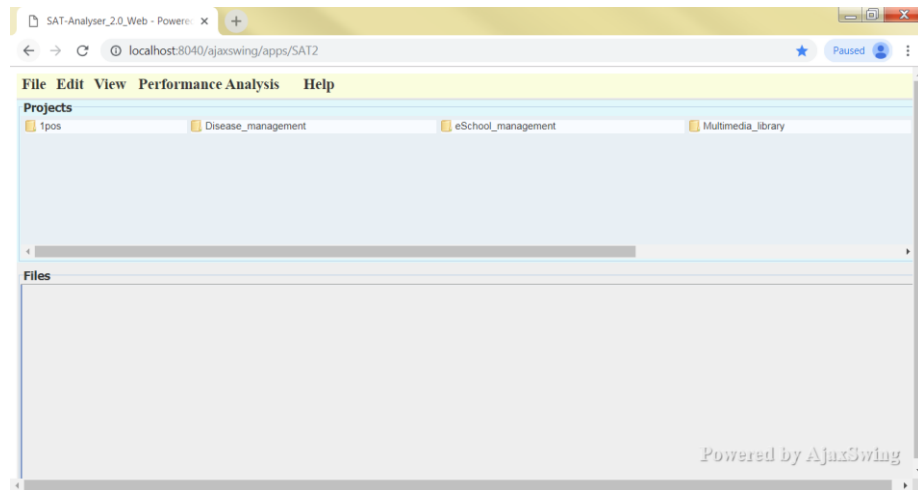 SAT-Analyser_2.0_Web - Powere
localhost:8040/ajaxswing/apps/SAT2
Paused
File Edit View Performance Analysis Help
Projects
1pos Disease_management eSchool_management Multimedia_library
Files
Powered by AjaxSwing